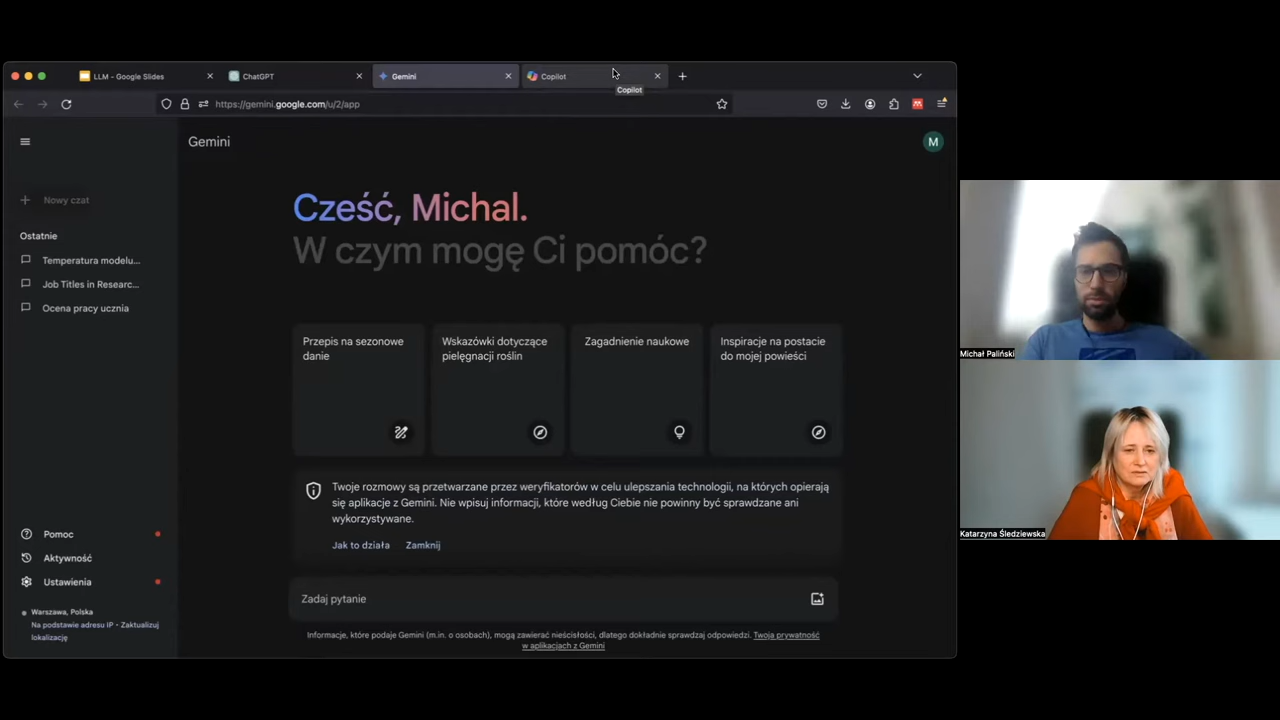 LLM - Google Slides
ChatGPT
Gemini
Copilot
Copilot
https://gemini.google.com/u/2/app
Gemini
M
Nowy czat
Ostatnie
Temperatura modelu...
Job Titles in Researc...
Ocena pracy ucznia
Cześć, Michal.
W czym mogę Ci pomóc?
Przepis na sezonowe
danie
Wskazówki dotyczące
pielęgnacji roślin
Zagadnienie naukowe
Inspiracje na postacie
do mojej powieści
Twoje rozmowy są przetwarzane przez weryfikatorów w celu ulepszania technologii, na których opierają
się aplikacje z Gemini. Nie wpisuj informacji, które według Ciebie nie powinny być sprawdzane ani
wykorzystywane.
Jak to działa Zamknij
Zadaj pytanie
Informacje, które podaje Gemini (m.in. o osobach), mogą zawierać nieścisłości, dlatego dokładnie sprawdzaj odpowiedzi. Twoja prywatność
w aplikacjach z Gemini
Pomoc
Aktywność
Ustawienia
Warszawa, Polska
Na podstawie adresu IP • Zaktualizuj
lokalizację
Michał Paliński
Katarzyna Śledziewska